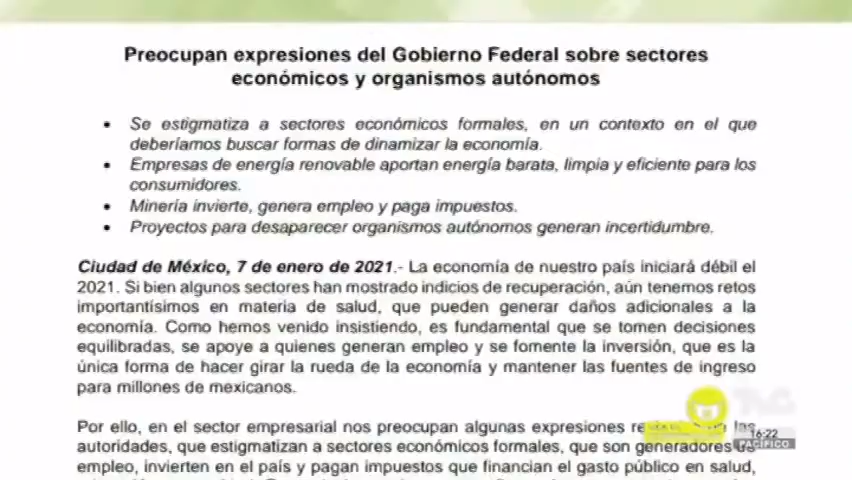 Preocupan expresiones del Gobierno Federal sobre sectores
económicos y organismos autónomos
• Se estigmatiza a sectores económicos formales, en un contexto en el que
deberíamos buscar formas de dinamizar la economía.
• Empresas de energía renovable aportan energía barata, limpia y eficiente para los
consumidores.
• Minería invierte, genera empleo y paga impuestos.
• Proyectos para desaparecer organismos autónomos generan incertidumbre.
Ciudad de México, 7 de enero de 2021.- La economía de nuestro país iniciará débil el
2021. Si bien algunos sectores han mostrado indicios de recuperación, aún tenemos retos
importantísimos en materia de salud, que pueden generar daños adicionales a la
economía. Como hemos venido insistiendo, es fundamental que se tomen decisiones
equilibradas, se apoye a quienes generan empleo y se fomente la inversión, que es la
única forma de hacer girar la rueda de la economía y mantener las fuentes de ingreso
para millones de mexicanos.
Por ello, en el sector empresarial nos preocupan algunas expresiones las
autoridades, que estigmatizan a sectores económicos formales, que son generadores de
empleo, invierten en el país y pagan impuestos que financian el gasto público en salud,
16:22
PACÍFICO